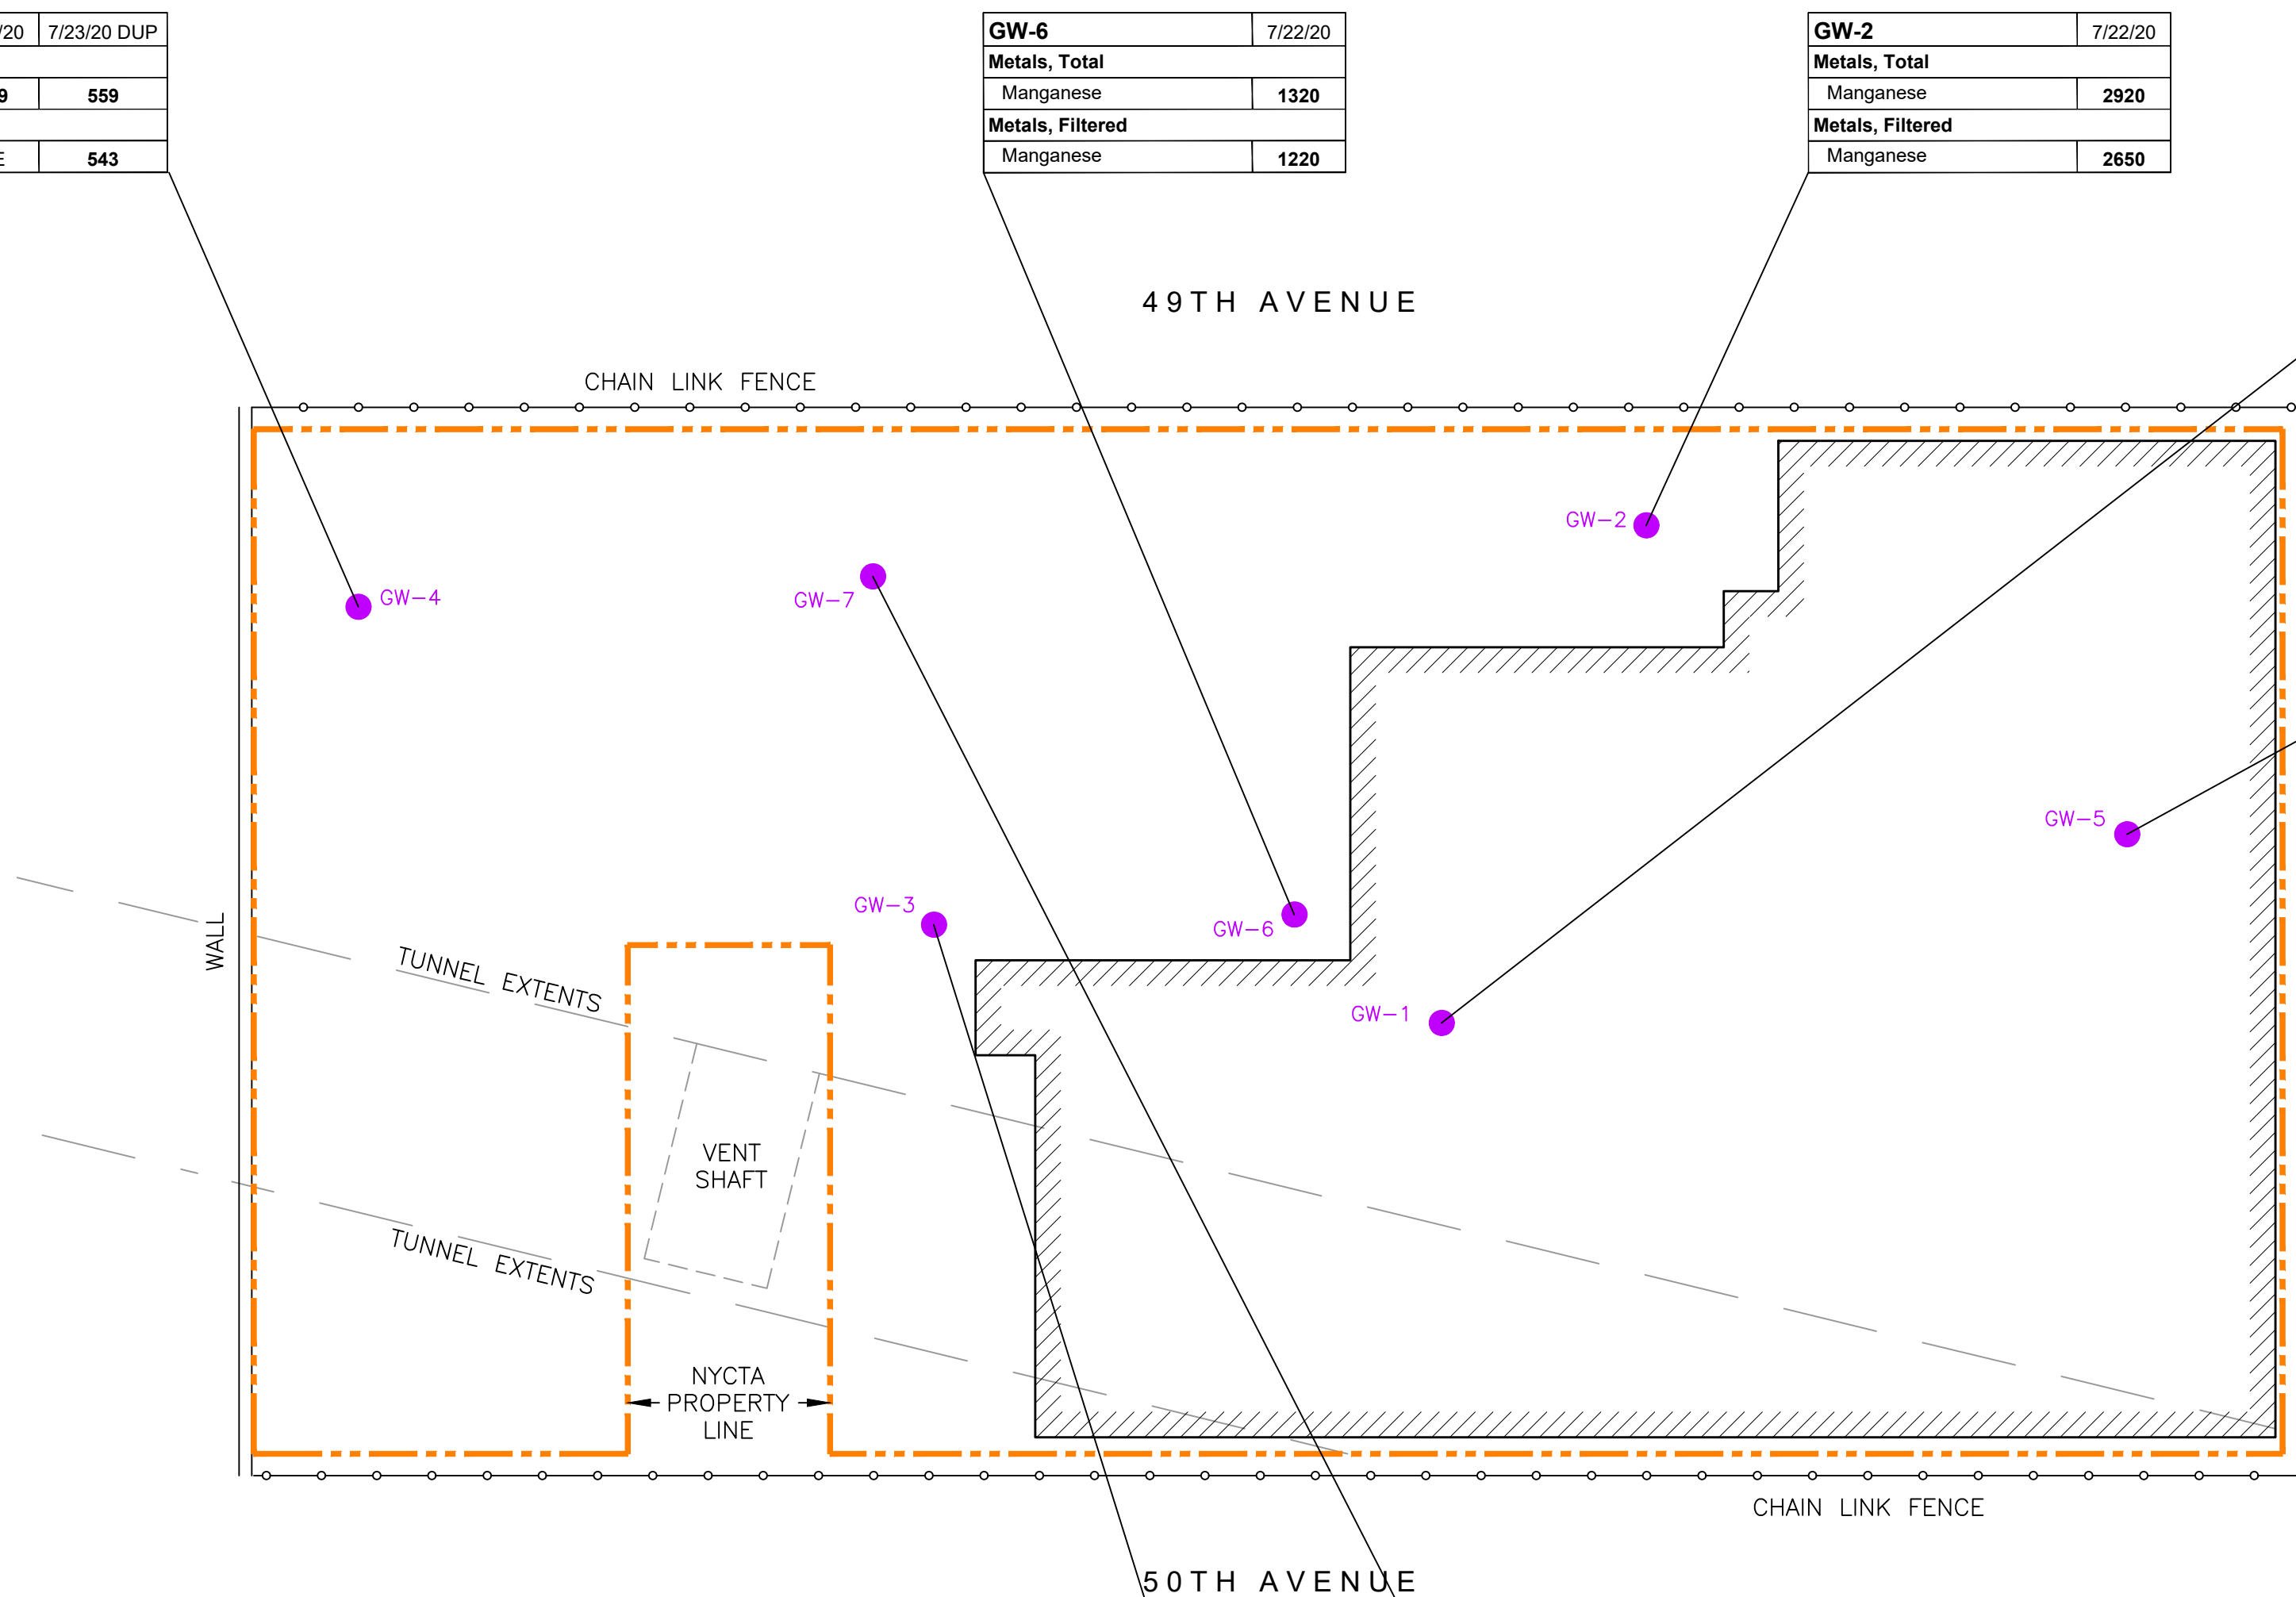 /20 7/23/20 DUP
9 559
E 543
GW-6 7/22/20
Metals, Total
Manganese 1320
Metals, Filtered
Manganese 1220
GW-2 7/22/20
Metals, Total
Manganese 2920
Metals, Filtered
Manganese 2650
49TH AVENUE
CHAIN LINK FENCE
GW-2
GW-4
GW-7
GW-5
GW-3
GW-6
WALL
TUNNEL EXTENTS
GW-1
VENT
SHAFT
TUNNEL EXTENTS
NYCTA
PROPERTY
LINE
CHAIN LINK FENCE
50TH AVENUE